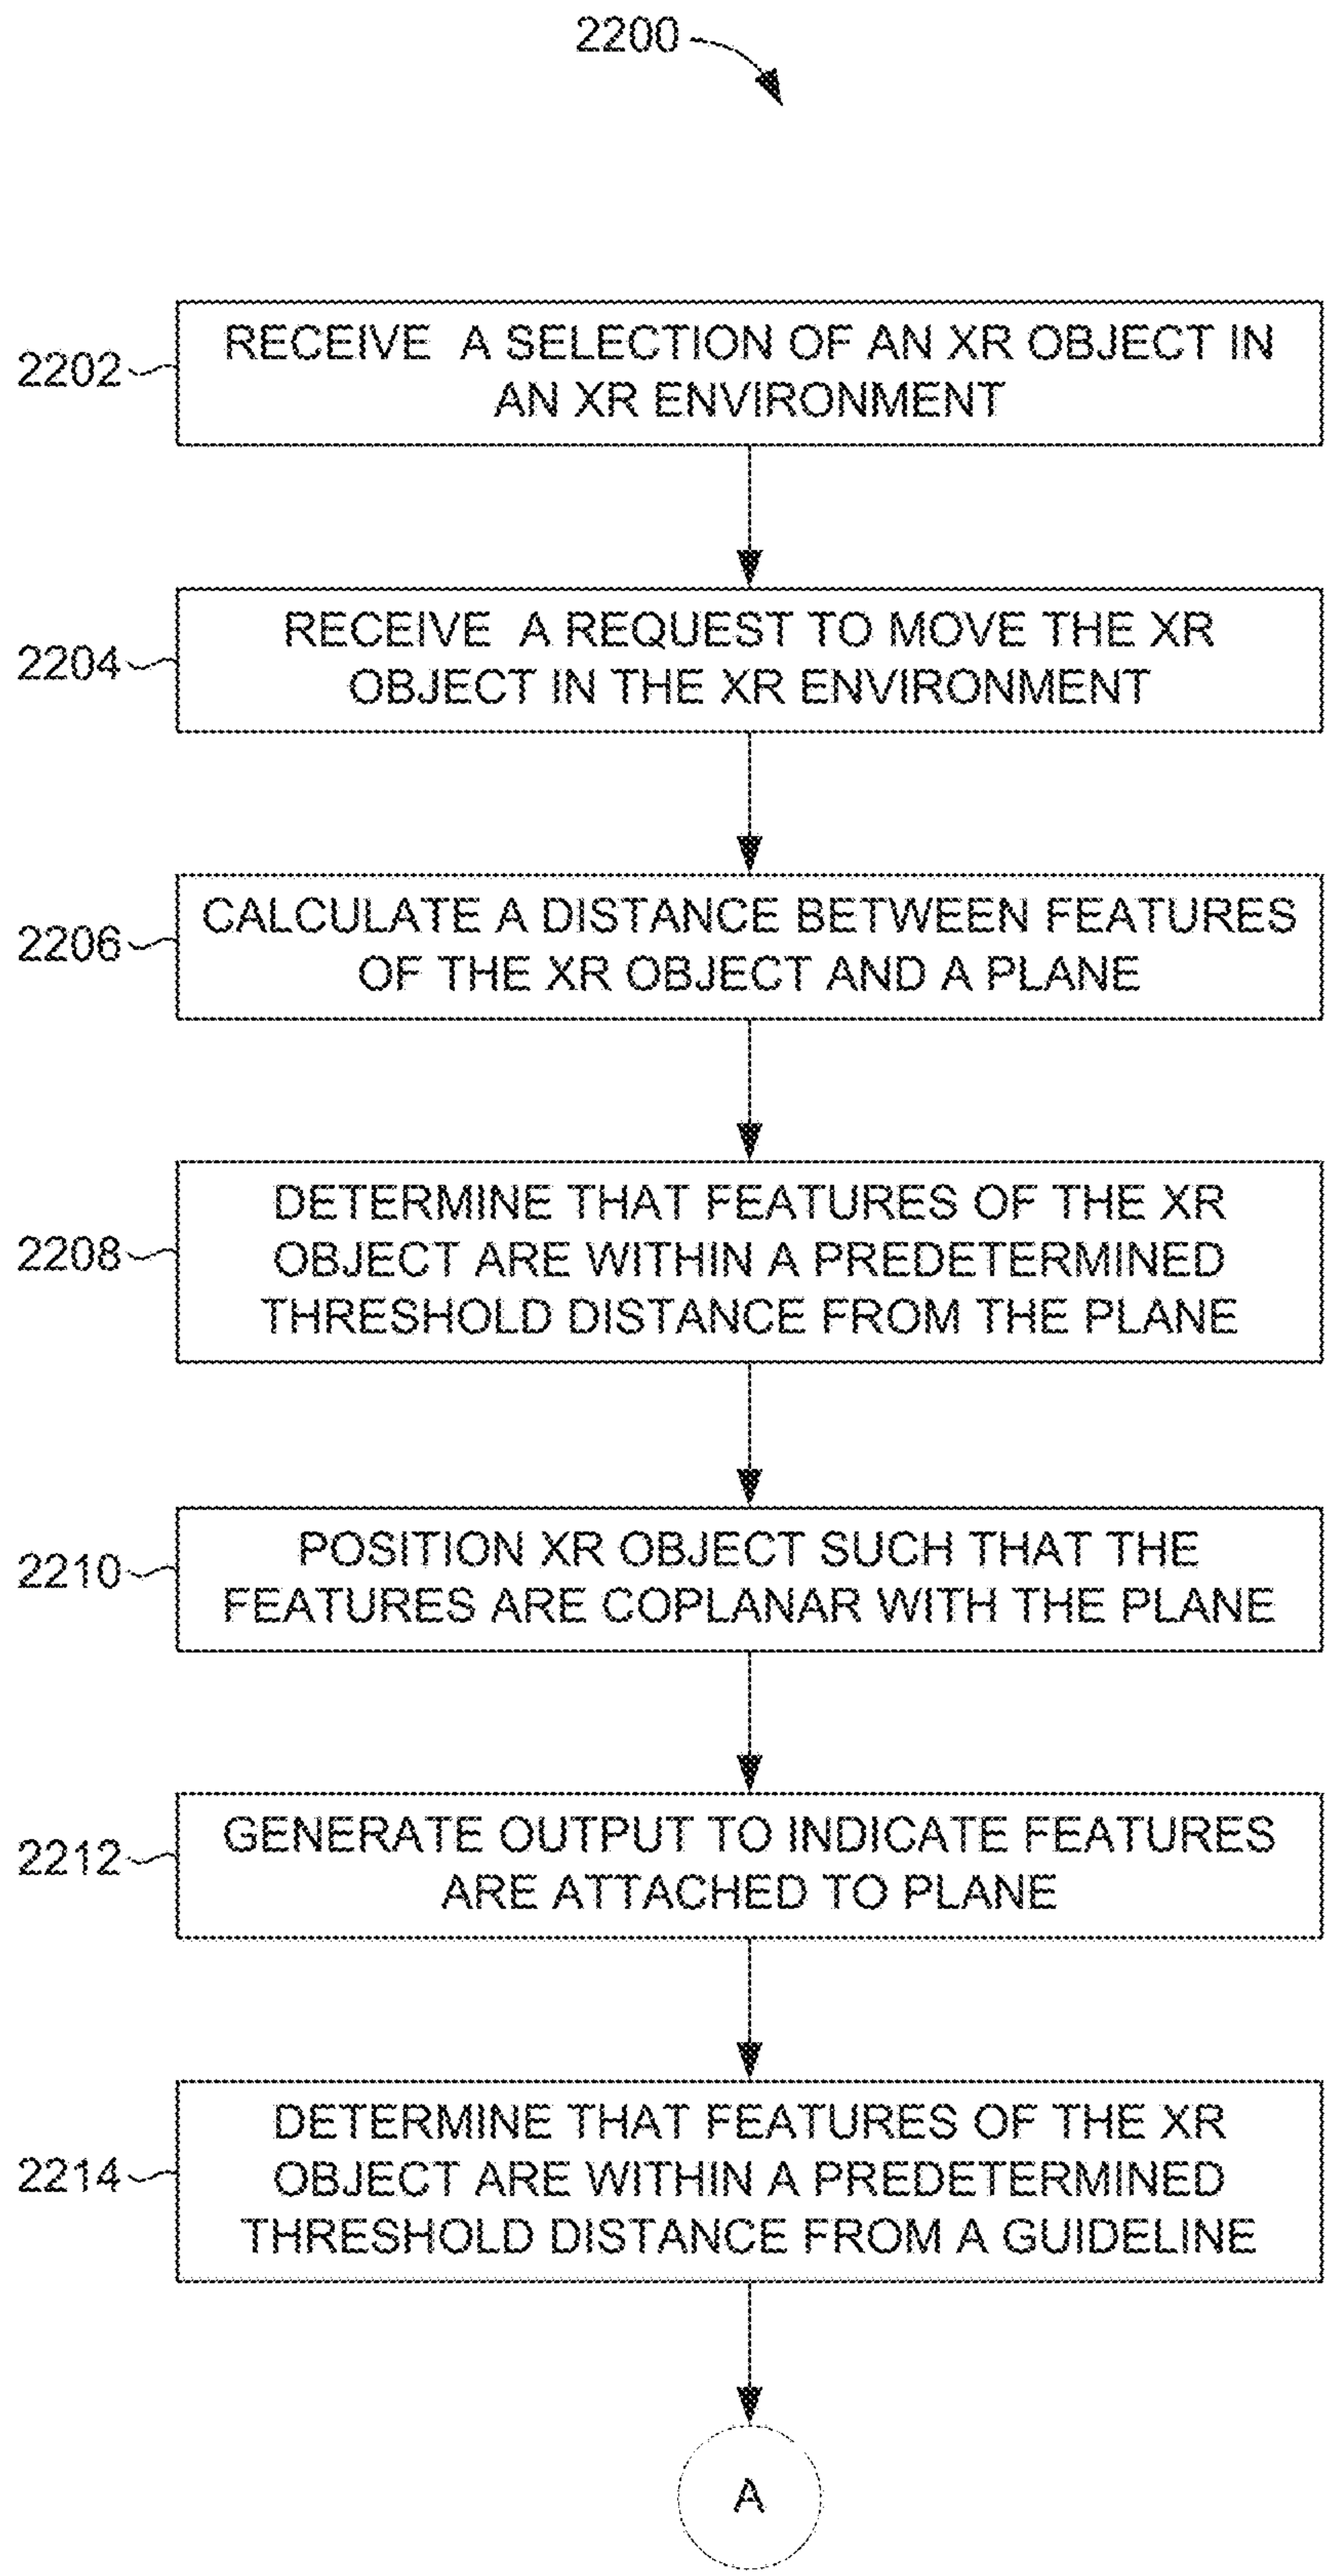 2200
2202
RECEIVE A SELECTION OF AN XR OBJECT IN
AN XR ENVIRONMENT
2204
RECEIVE A REQUEST TO MOVE THE XR
OBJECT IN THE XR ENVIRONMENT
2206
CALCULATE A DISTANCE BETWEEN FEATURES
OF THE XR OBJECT AND A PLANE
2208
DETERMINE THAT FEATURES OF THE XR
OBJECT ARE WITHIN A PREDETERMINED
THRESHOLD DISTANCE FROM THE PLANE
2210
POSITION XR OBJECT SUCH THAT THE
FEATURES ARE COPLANAR WITH THE PLANE
2212
GENERATE OUTPUT TO INDICATE FEATURES
ARE ATTACHED TO PLANE
2214
DETERMINE THAT FEATURES OF THE XR
OBJECT ARE WITHIN A PREDETERMINED
THRESHOLD DISTANCE FROM A GUIDELINE
A